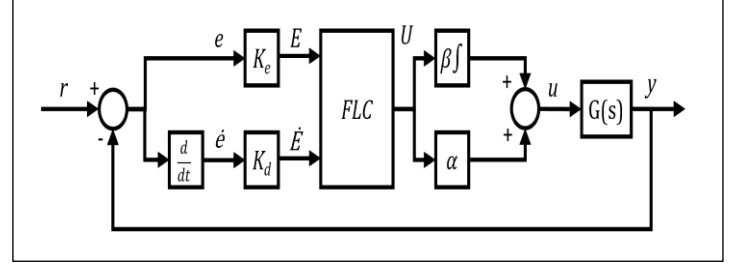 e
K_e
E
U
β∫
r
+
-
FLC
+
+
u
G(s)
y
d/dt
ė
K_d
Ė
α